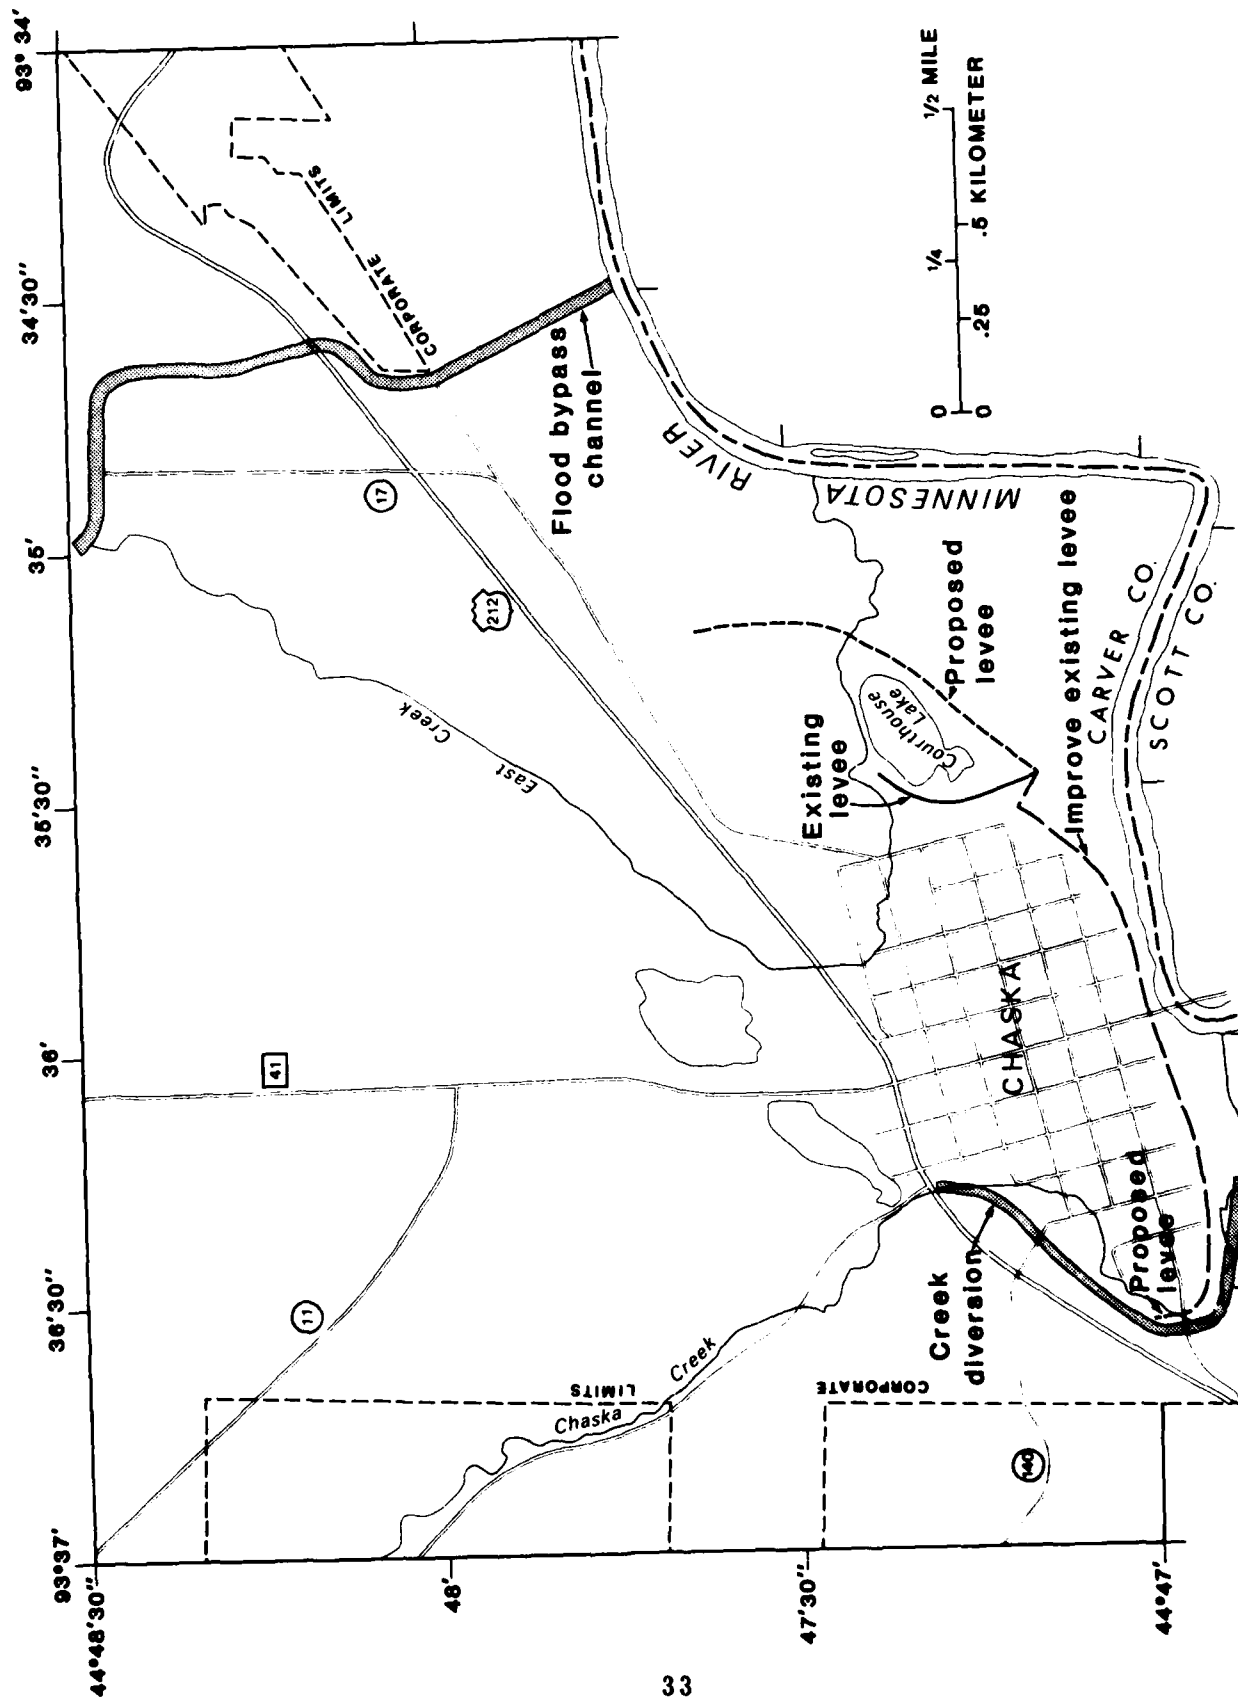 93° 34'
34'30"
35'
35'30"
36'
36'30"
93°37'
44°48'30"
48'
47'30"
44°47'
CORPORATE LIMITS
Flood bypass
channel
17
212
East Creek
RIVER
MINNESOTA
Proposed
levee
Courthouse
Lake
Existing
levee
Improve existing levee
CARVER CO.
SCOTT CO.
41
CHASKA
11
Creek
diversion
Proposed
levee
Chaska Creek
LIMITS
CORPORATE
140
0 1/4 1/2 MILE
0 .25 .5 KILOMETER
33